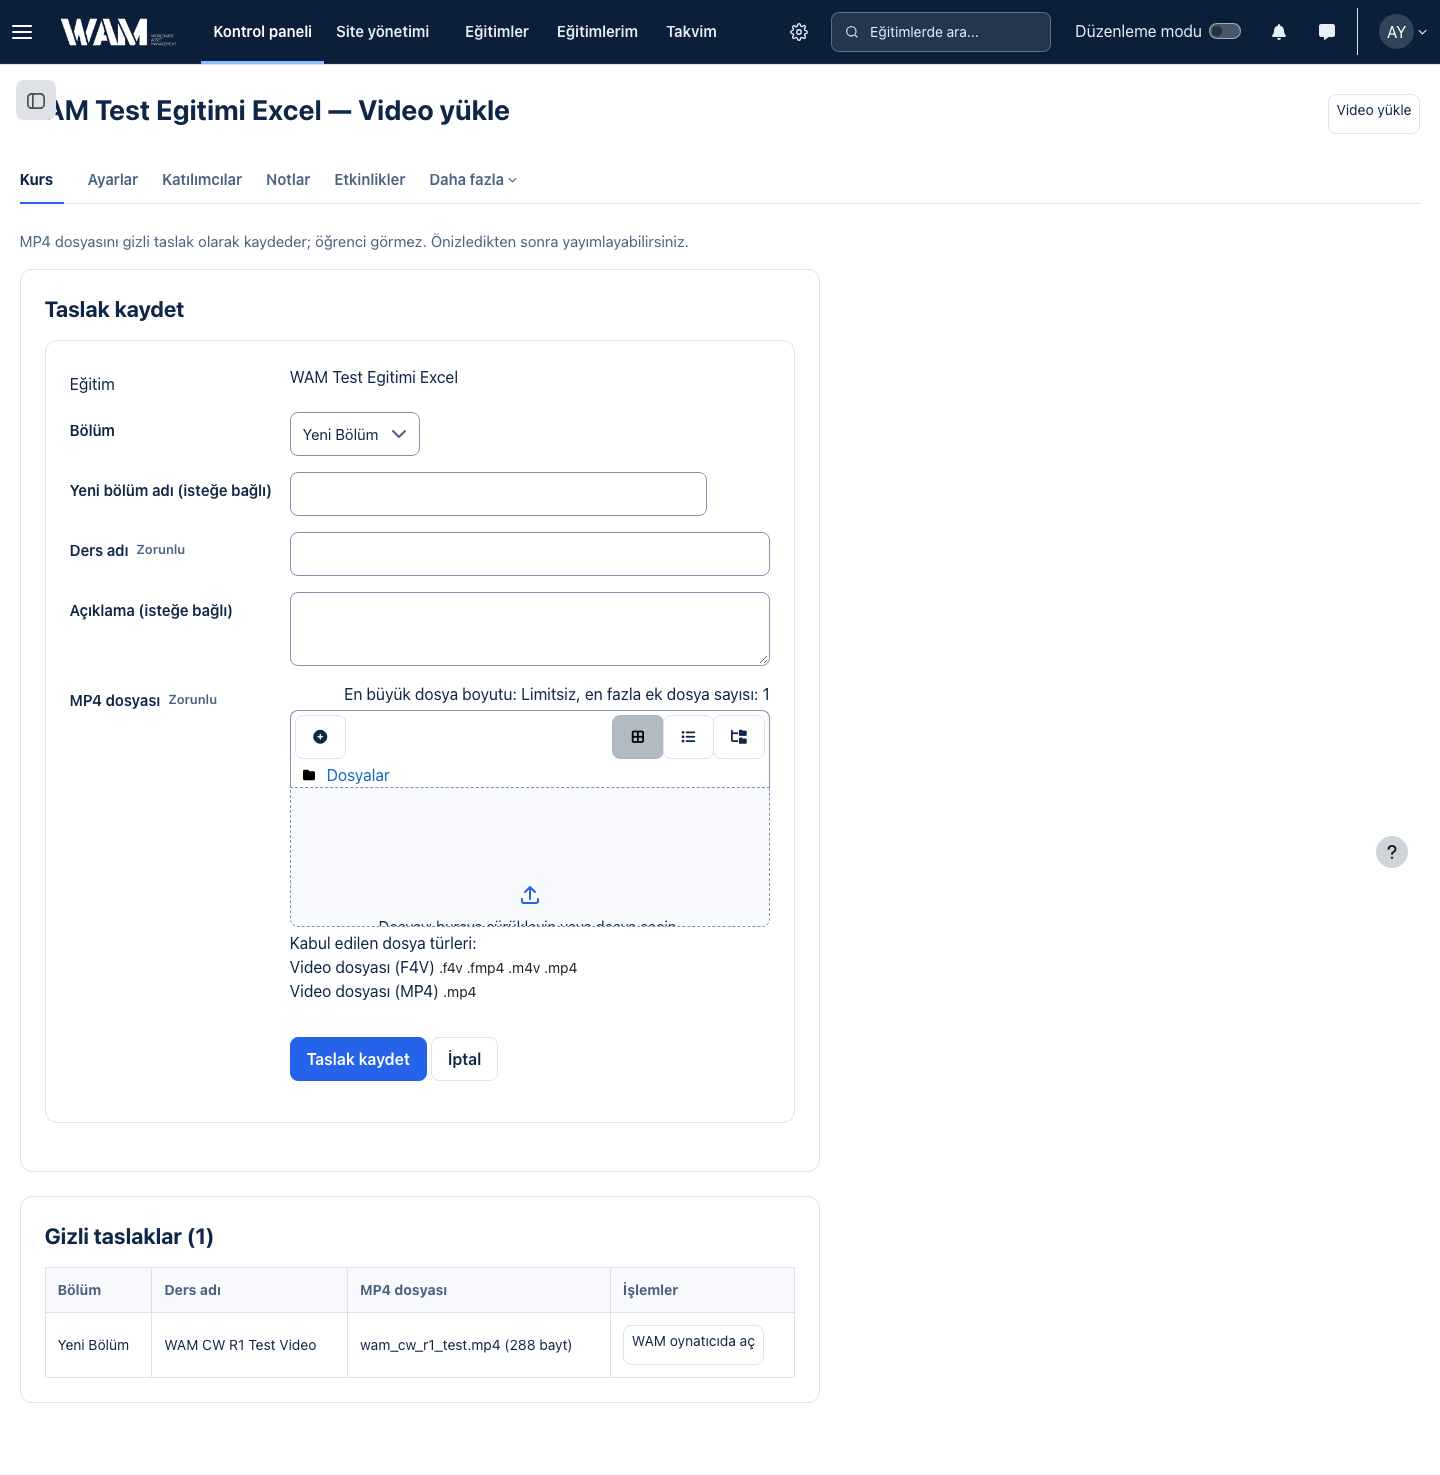 WAM
Kontrol paneli
Site yönetimi
Eğitimler
Eğitimlerim
Takvim
Eğitimlerde ara...
Düzenleme modu
AY
AM Test Egitimi Excel — Video yükle
Video yükle
Kurs
Ayarlar
Katılımcılar
Notlar
Etkinlikler
Daha fazla
MP4 dosyasını gizli taslak olarak kaydeder; öğrenci görmez. Önizledikten sonra yayımlayabilirsiniz.
Taslak kaydet
Eğitim
WAM Test Egitimi Excel
Bölüm
Yeni Bölüm
Yeni bölüm adı (isteğe bağlı)
Ders adı Zorunlu
Açıklama (isteğe bağlı)
MP4 dosyası Zorunlu
En büyük dosya boyutu: Limitsiz, en fazla ek dosya sayısı: 1
Dosyalar
Kabul edilen dosya türleri:
Video dosyası (F4V) .f4v .fmp4 .m4v .mp4
Video dosyası (MP4) .mp4
Taslak kaydet
İptal
?
Gizli taslaklar (1)
Bölüm
Ders adı
MP4 dosyası
İşlemler
Yeni Bölüm
WAM CW R1 Test Video
wam_cw_r1_test.mp4 (288 bayt)
WAM oynatıcıda aç